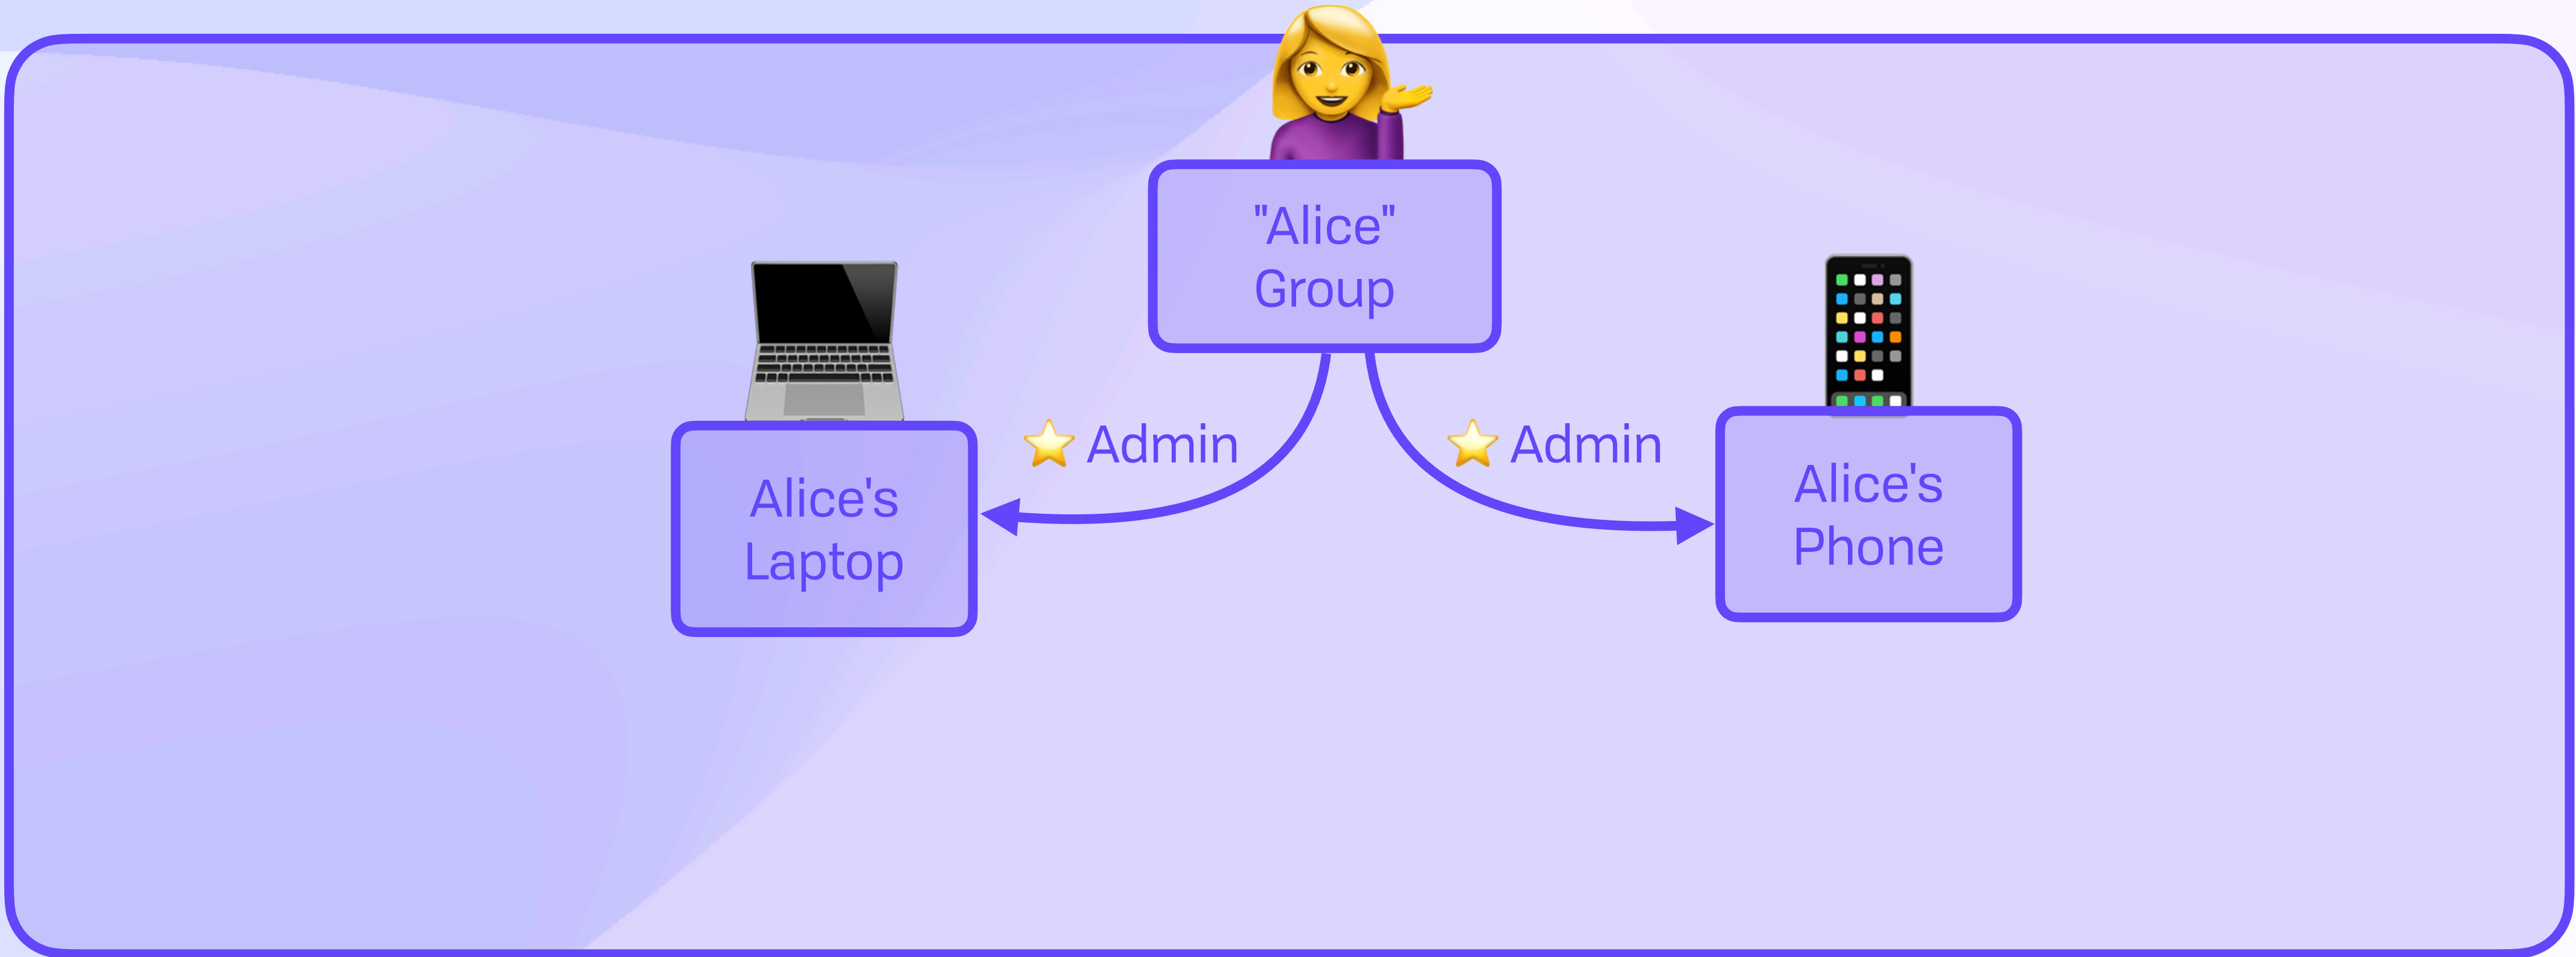 "Alice"
Group
⭐ Admin
⭐ Admin
Alice's
Laptop
Alice's
Phone